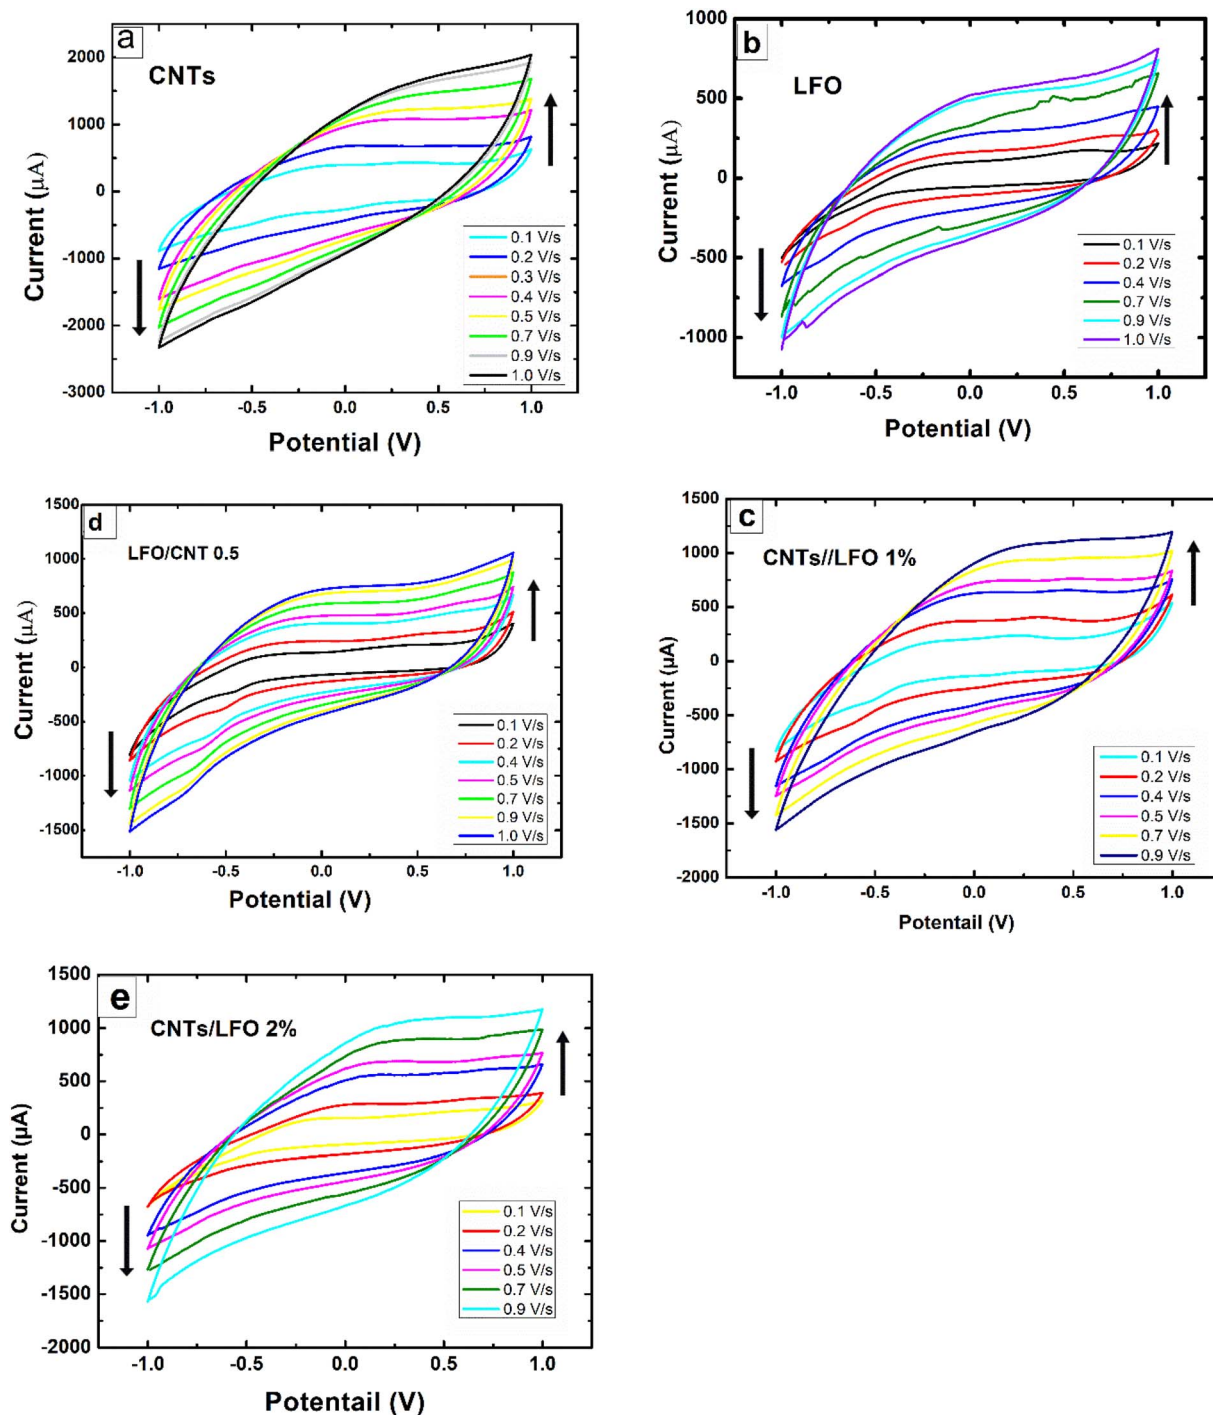 a
CNTs
2000
1000
0
-1000
-2000
-3000
Current (µA)
0.1 V/s
0.2 V/s
0.3 V/s
0.4 V/s
0.5 V/s
0.7 V/s
0.9 V/s
1.0 V/s
-1.0 -0.5 0.0 0.5 1.0
Potential (V)
b
LFO
1000
500
0
-500
-1000
Current (µA)
0.1 V/s
0.2 V/s
0.4 V/s
0.7 V/s
0.9 V/s
1.0 V/s
-1.0 -0.5 0.0 0.5 1.0
Potential (V)
d
LFO/CNT 0.5
1500
1000
500
0
-500
-1000
-1500
Current (µA)
0.1 V/s
0.2 V/s
0.4 V/s
0.5 V/s
0.7 V/s
0.9 V/s
1.0 V/s
-1.0 -0.5 0.0 0.5 1.0
Potential (V)
c
CNTs//LFO 1%
1500
1000
500
0
-500
-1000
-1500
-2000
Current (µA)
0.1 V/s
0.2 V/s
0.4 V/s
0.5 V/s
0.7 V/s
0.9 V/s
-1.0 -0.5 0.0 0.5 1.0
Potentail (V)
e
CNTs/LFO 2%
1500
1000
500
0
-500
-1000
-1500
-2000
Current (µA)
0.1 V/s
0.2 V/s
0.4 V/s
0.5 V/s
0.7 V/s
0.9 V/s
-1.0 -0.5 0.0 0.5 1.0
Potentail (V)